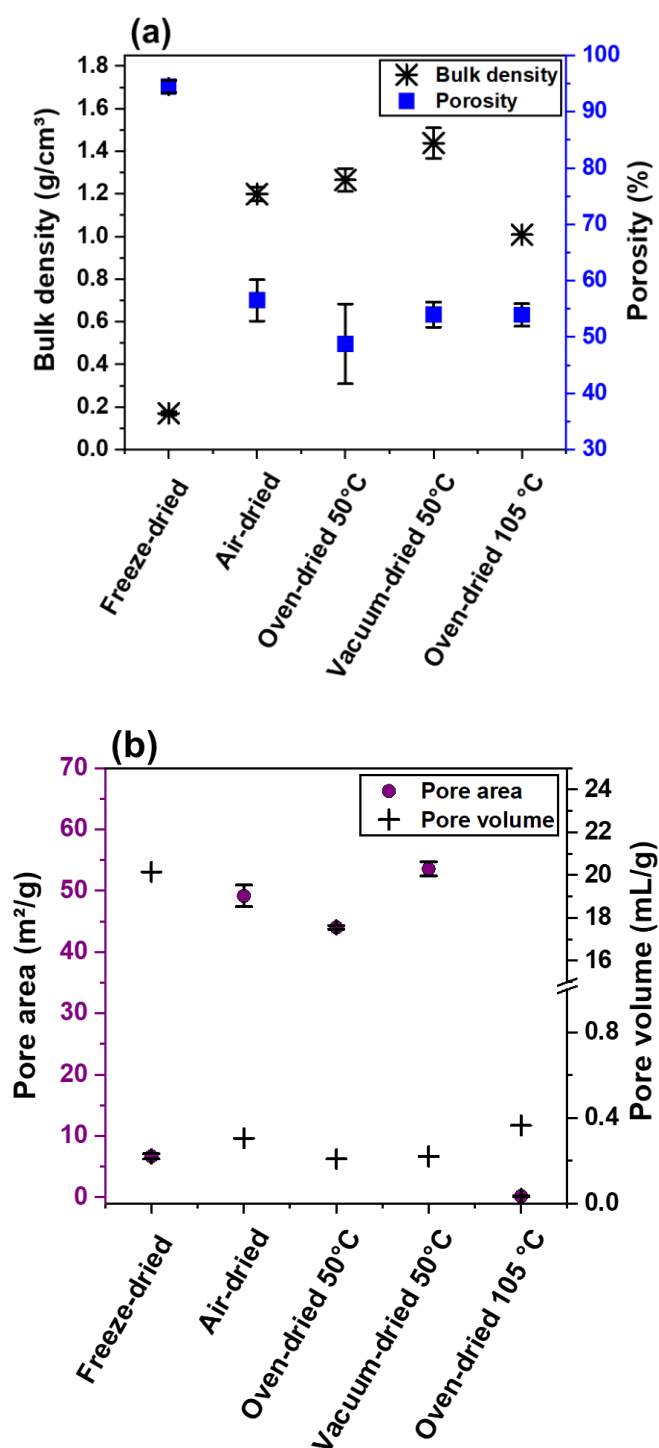 (a)
Bulk density (g/cm³)
1.8
1.6
1.4
1.2
1.0
0.8
0.6
0.4
0.2
0.0
Bulk density
Porosity
100
90
80
70
60
50
40
30
Porosity (%)
Freeze-dried
Air-dried
Oven-dried 50°C
Vacuum-dried 50°C
Oven-dried 105 °C
(b)
Pore area (m²/g)
70
60
50
40
30
20
10
0
Pore area
Pore volume
24
22
20
18
16
0.8
0.4
0.0
Pore volume (mL/g)
Freeze-dried
Air-dried
Oven-dried 50°C
Vacuum-dried 50°C
Oven-dried 105 °C